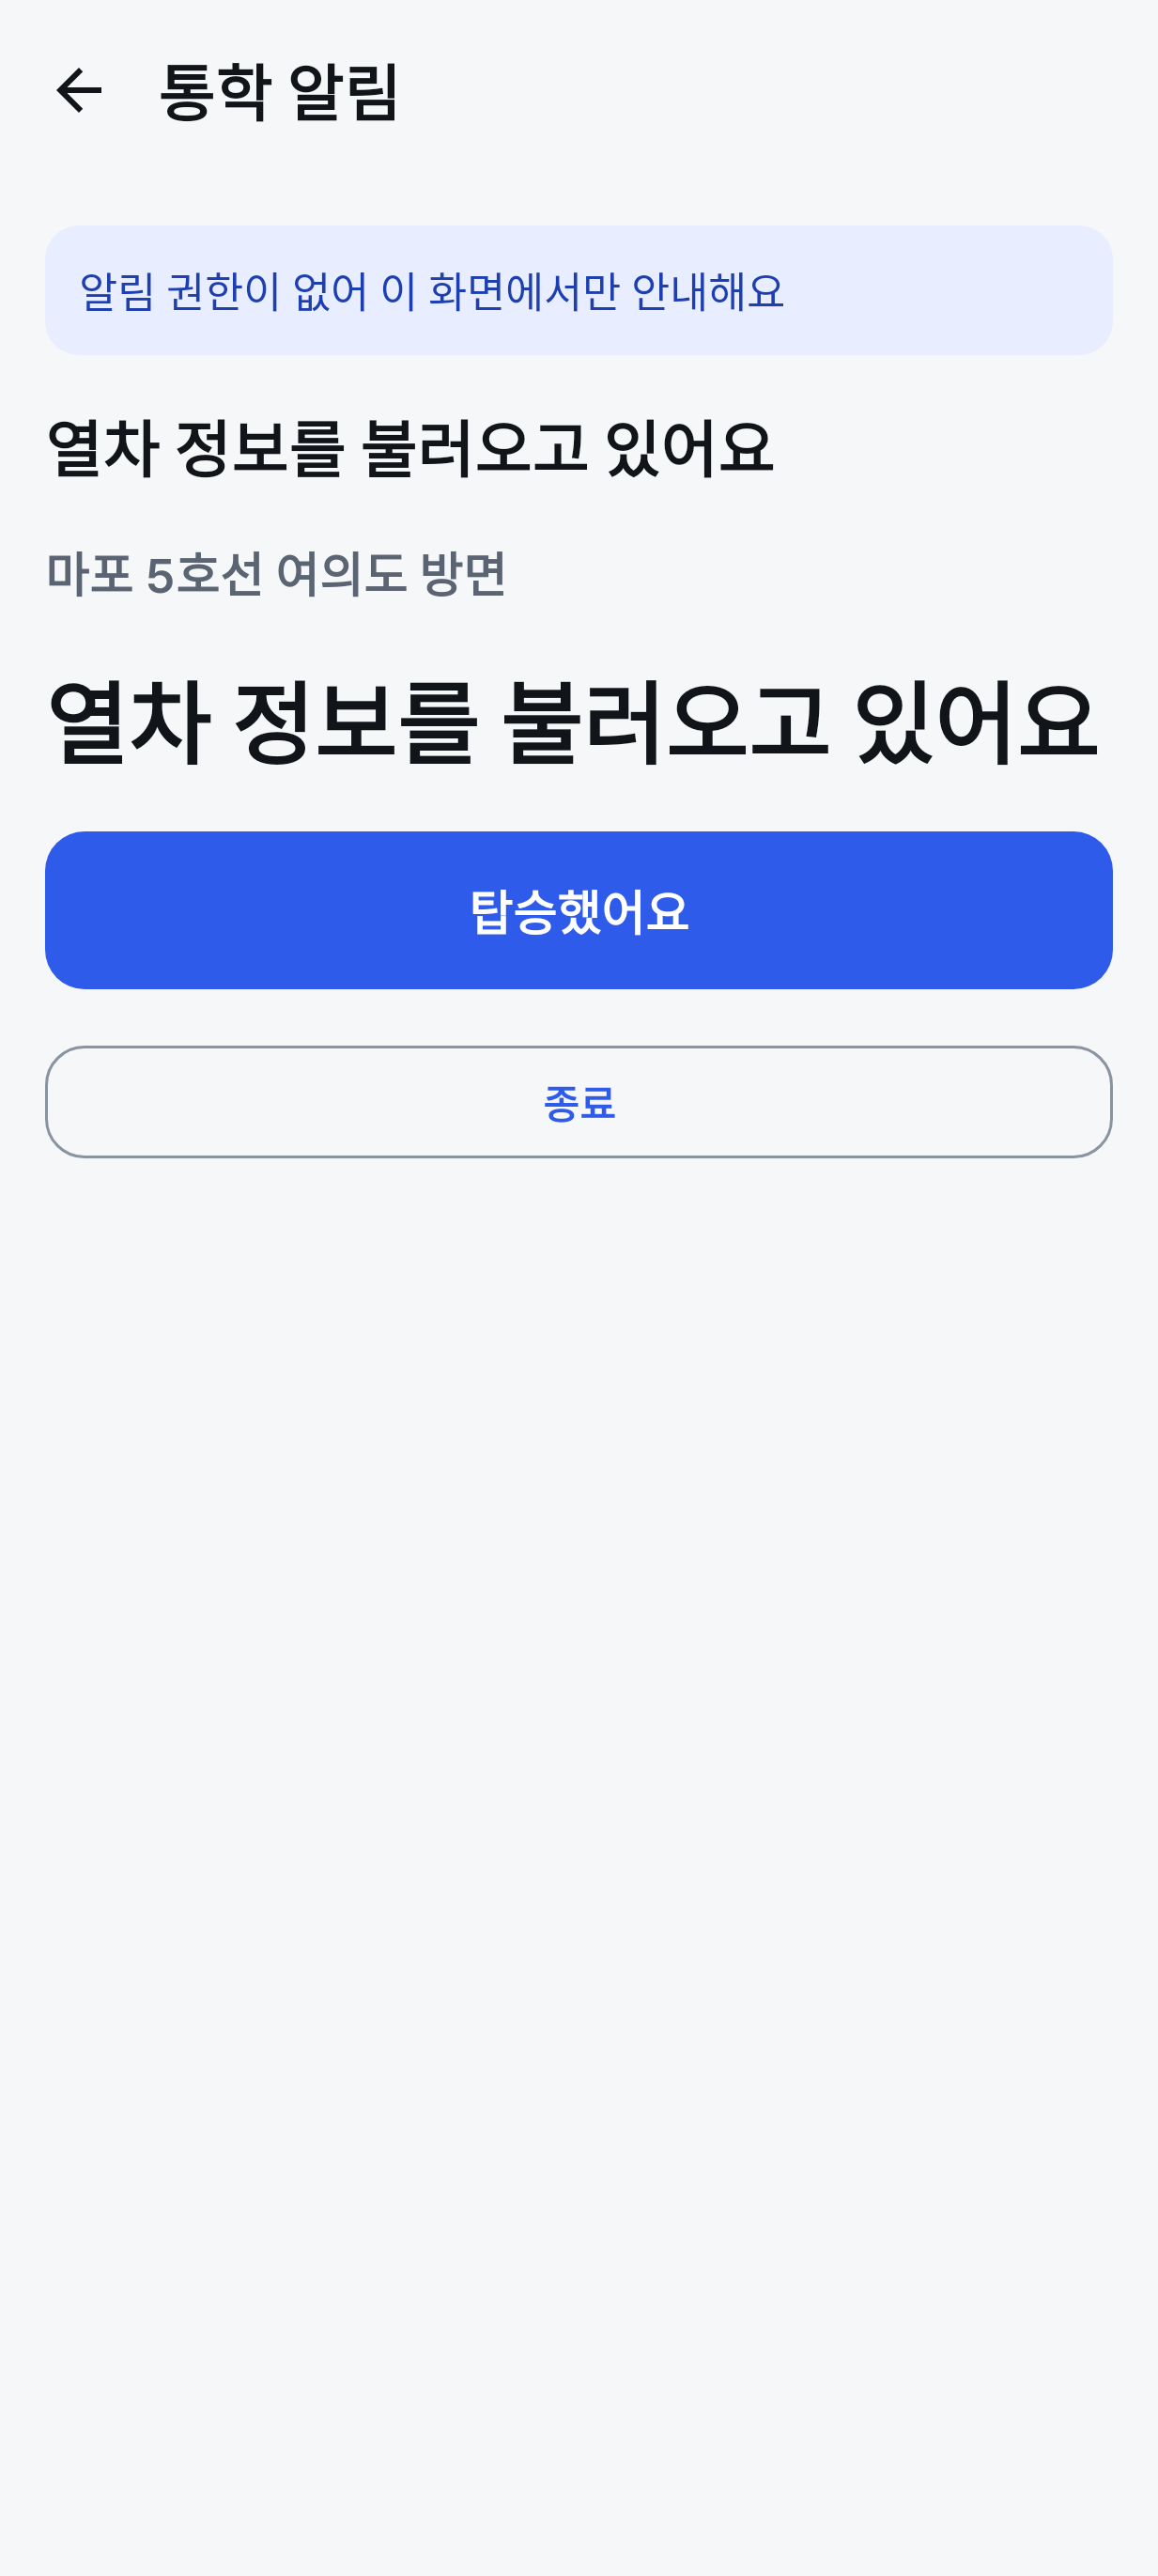 통학 알림
알림 권한이 없어 이 화면에서만 안내해요
열차 정보를 불러오고 있어요
마포 5호선 여의도 방면
열차 정보를 불러오고 있어요
탑승했어요
종료